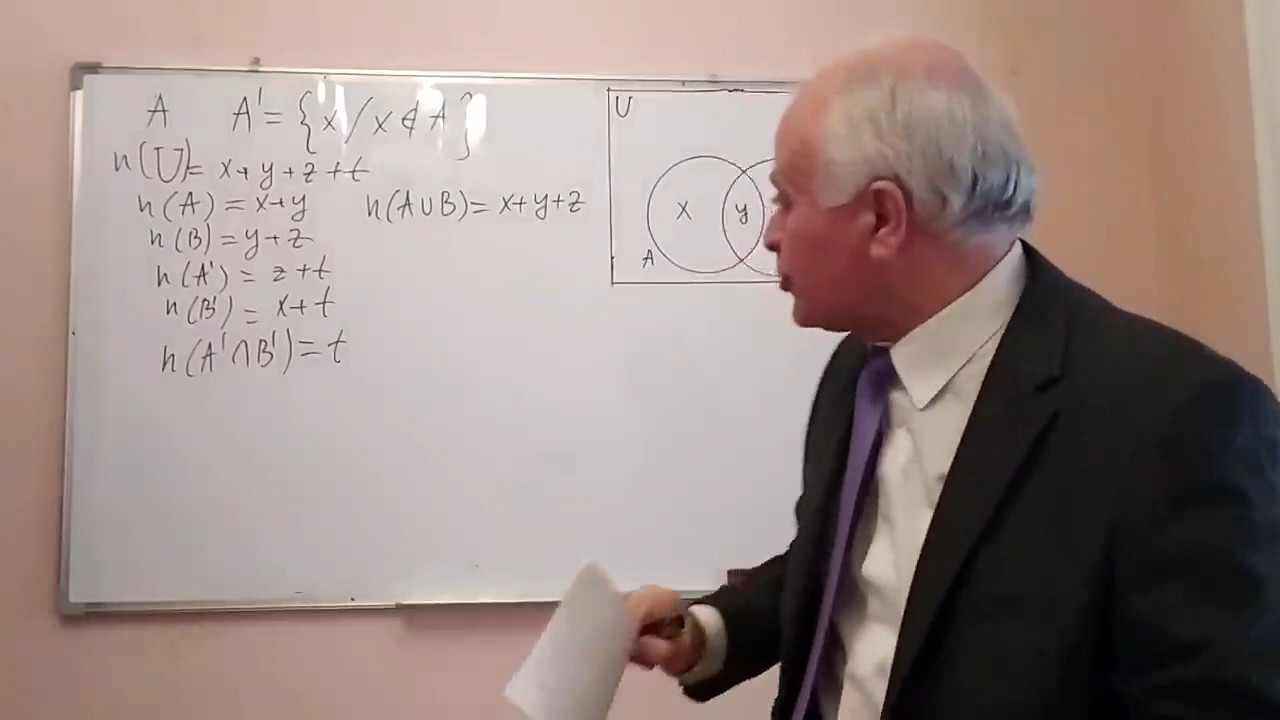 A A' = {x/x∉A}
n(U) = x+y+z+t
n(A) = x+y n(A∪B) = x+y+z
n(B) = y+z
n(A') = z+t
n(B') = x+t
n(A'∩B') = t
U
x y
A